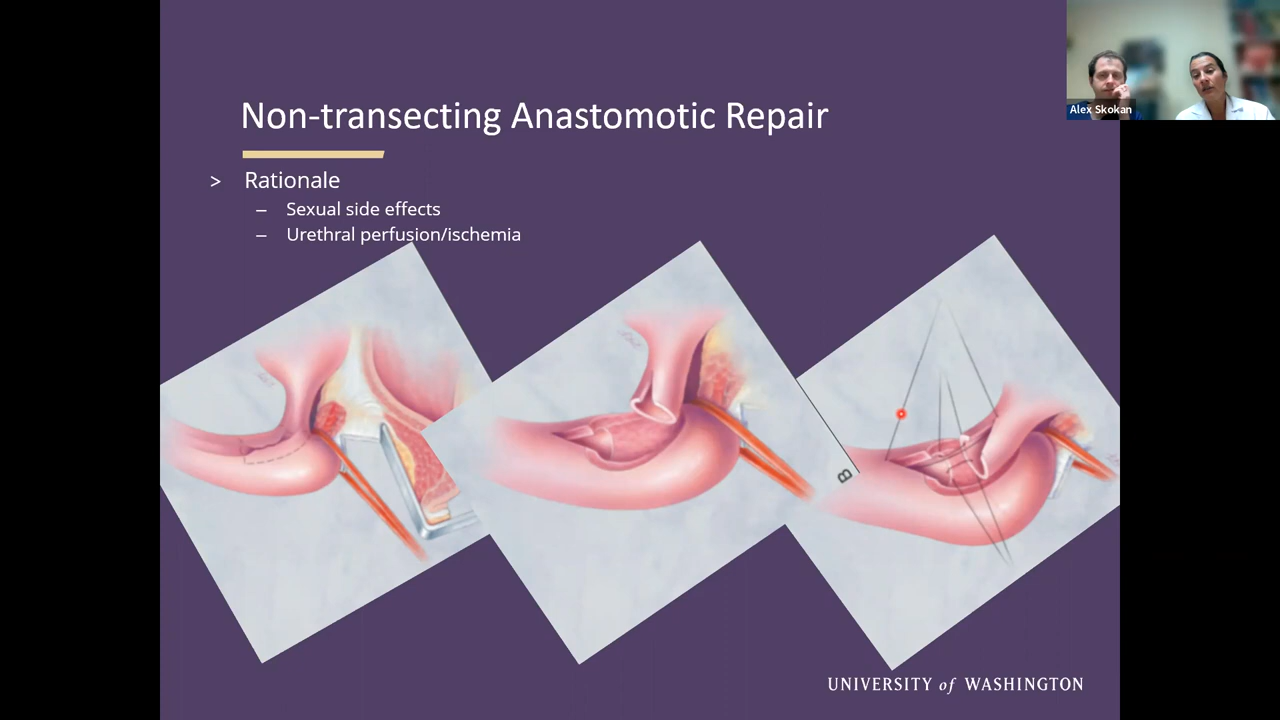 Alex Skokan
Non-transecting Anastomotic Repair
> Rationale
– Sexual side effects
– Urethral perfusion/ischemia
B
UNIVERSITY of WASHINGTON